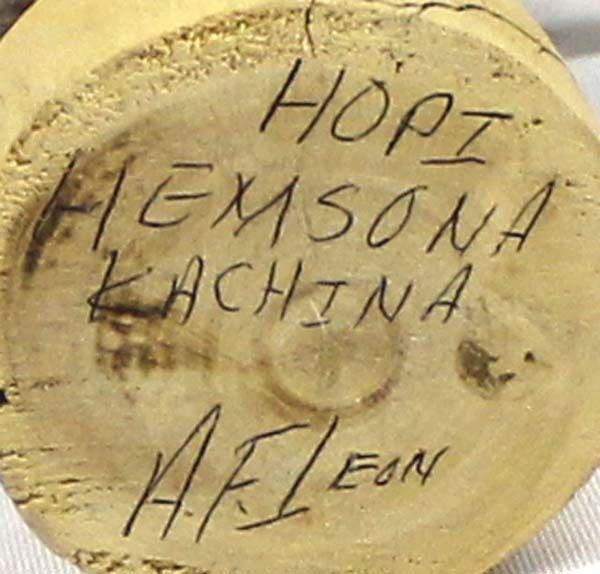 HOPI
HEMSONA
KACHINA
A.F. LEON